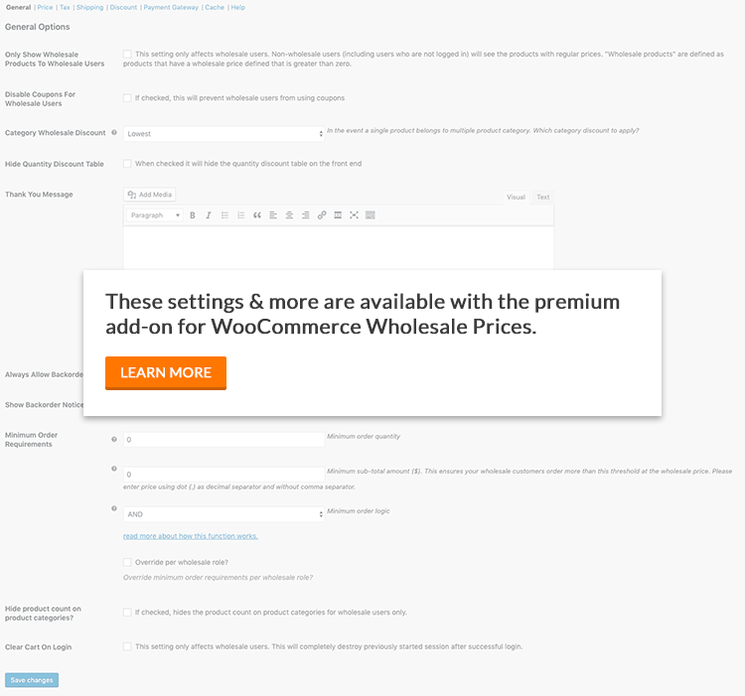 General | Price | Tax | Shipping | Discount | Payment Gateway | Cache | Help
General Options
Only Show Wholesale
Products To Wholesale Users
This setting only affects wholesale users. Non-wholesale users (including users who are not logged in) will see the products with regular prices. "Wholesale products" are defined as
products that have a wholesale price defined that is greater than zero.
Disable Coupons For
Wholesale Users
If checked, this will prevent wholesale users from using coupons
Category Wholesale Discount
Lowest
In the event a single product belongs to multiple product category. Which category discount to apply?
Hide Quantity Discount Table
When checked it will hide the quantity discount table on the front end
Thank You Message
Add Media
Visual Text
Paragraph
These settings & more are available with the premium
add-on for WooCommerce Wholesale Prices.
LEARN MORE
Always Allow Backorde
Show Backorder Notice
Minimum Order
Requirements
0
Minimum order quantity
0
Minimum sub-total amount ($). This ensures your wholesale customers order more than this threshold at the wholesale price. Please
enter price using dot (.) as decimal separator and without comma separator.
AND
Minimum order logic
read more about how this function works.
Override per wholesale role?
Override minimum order requirements per wholesale role?
Hide product count on
product categories?
If checked, hides the product count on product categories for wholesale users only.
Clear Cart On Login
This setting only affects wholesale users. This will completely destroy previously started session after successful login.
Save changes